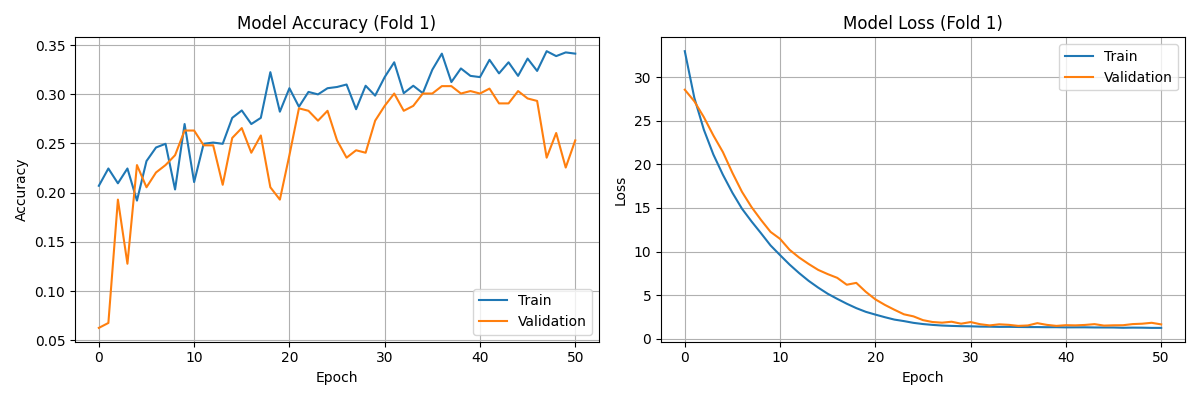 Model Accuracy (Fold 1)
0.35
0.30
0.25
0.20
0.15
0.10
0.05
Accuracy
0 10 20 30 40 50
Epoch
Train
Validation
Model Loss (Fold 1)
30
25
20
15
10
5
0
Loss
0 10 20 30 40 50
Epoch
Train
Validation